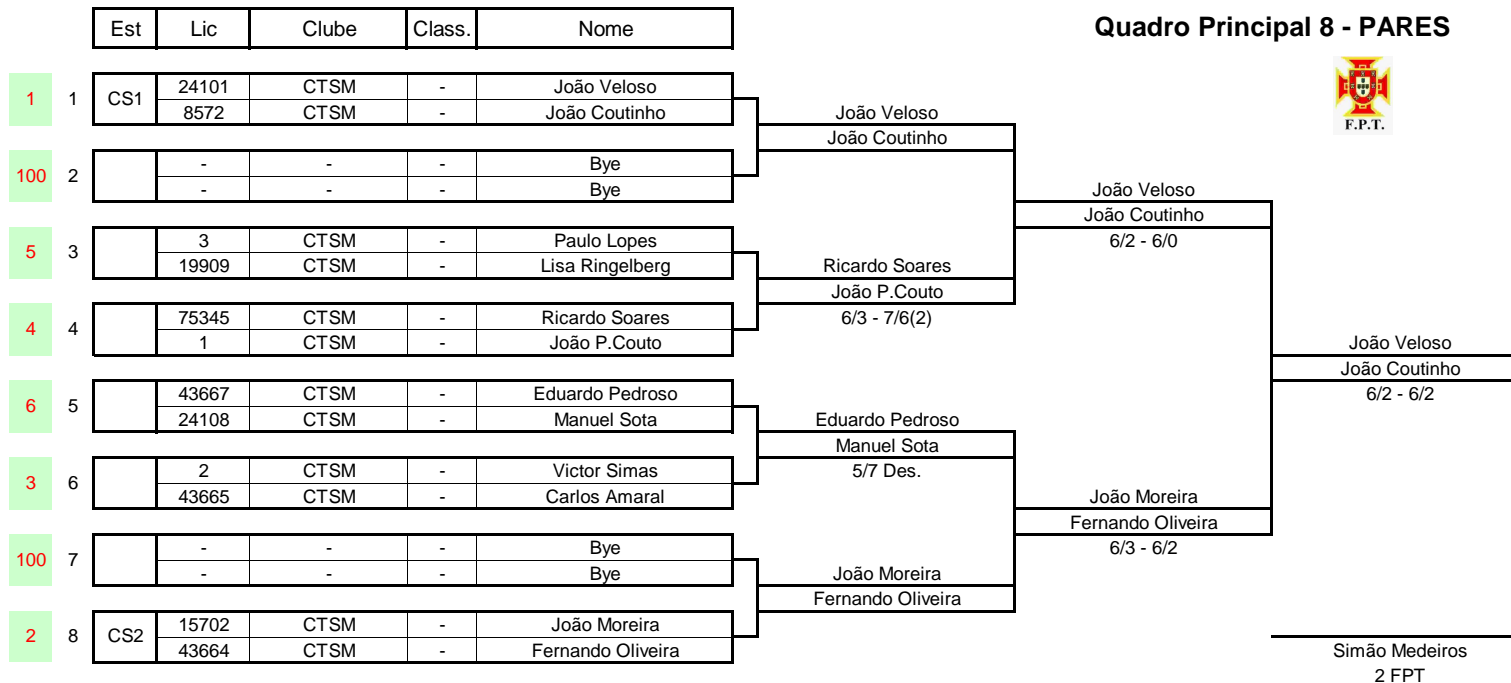 Est Lic Clube Class. Nome
Quadro Principal 8 - PARES
F.P.T.
1 1 CS1 24101 CTSM - João Veloso
8572 CTSM - João Coutinho
João Veloso
João Coutinho
100 2 - - - Bye
- - - Bye
João Veloso
João Coutinho
6/2 - 6/0
5 3 3 CTSM - Paulo Lopes
19909 CTSM - Lisa Ringelberg
Ricardo Soares
João P.Couto
6/3 - 7/6(2)
4 4 75345 CTSM - Ricardo Soares
1 CTSM - João P.Couto
João Veloso
João Coutinho
6/2 - 6/2
6 5 43667 CTSM - Eduardo Pedroso
24108 CTSM - Manuel Sota
Eduardo Pedroso
Manuel Sota
5/7 Des.
3 6 2 CTSM - Victor Simas
43665 CTSM - Carlos Amaral
João Moreira
Fernando Oliveira
6/3 - 6/2
100 7 - - - Bye
- - - Bye
João Moreira
Fernando Oliveira
2 8 CS2 15702 CTSM - João Moreira
43664 CTSM - Fernando Oliveira
Simão Medeiros
2 FPT